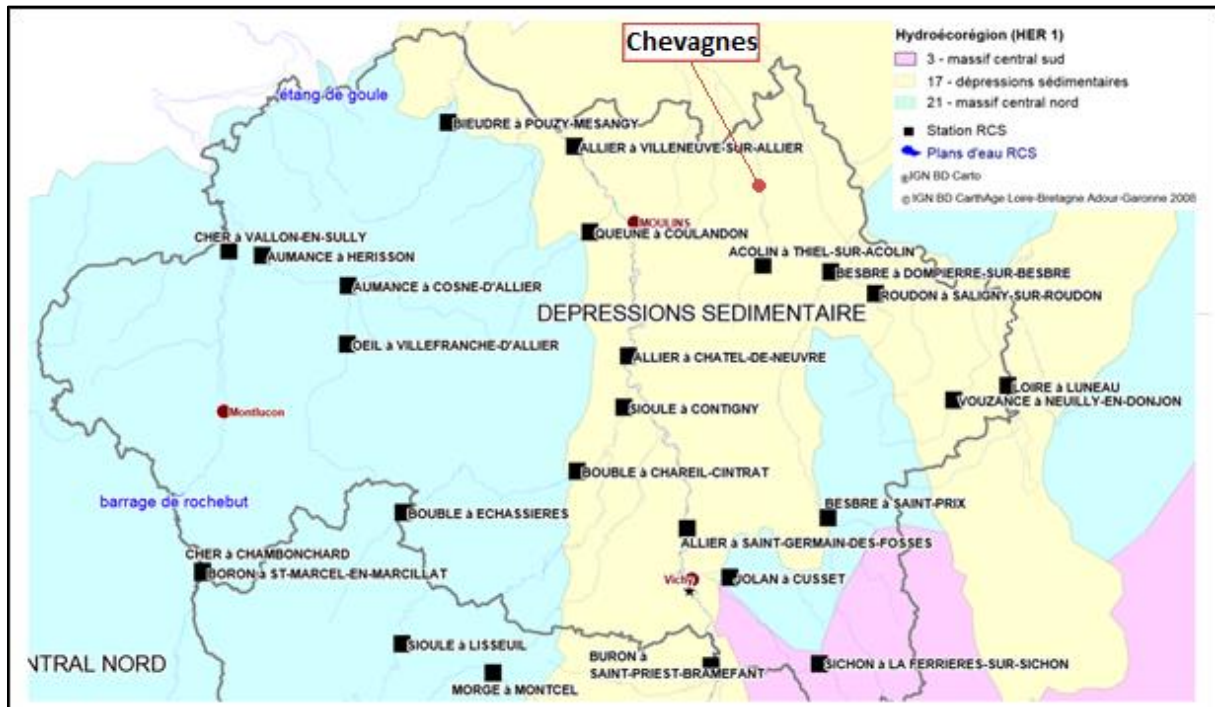 Chevagnes
Hydroécorégion (HER 1)
3 - massif central sud
17 - dépressions sédimentaires
21 - massif central nord
Station RCS
Plans d'eau RCS
©IGN BD Carto
©IGN BD CarthAge Loire-Bretagne Adour-Garonne 2008
étang de goule
BIEUDRE à POUZY-MESANGY
ALLIER à VILLENEUVE-SUR-ALLIER
MOULINS
QUEUNE à COULANDON
CHER à VALLON-EN-SULLY
AUMANCE à HERISSON
ACOLIN à THIEL-SUR-ACOLIN
BESBRE à DOMPIERRE-SUR-BESBRE
AUMANCE à COSNE-D'ALLIER
ROUDON à SALIGNY-SUR-ROUDON
DEPRESSIONS SEDIMENTAIRE
OEIL à VILLEFRANCHE-D'ALLIER
ALLIER à CHATEL-DE-NEUVRE
LOIRE à LUNEAU
VOUZANCE à NEUILLY-EN-DONJON
SIOULE à CONTIGNY
Montlucon
BOUBLE à CHAREIL-CINTRAT
barrage de rochebut
BESBRE à SAINT-PRIX
BOUBLE à ECHASSIERES
ALLIER à SAINT-GERMAIN-DES-FOSSES
CHER à CHAMBONCHARD
BORON à ST-MARCEL-EN-MARCILLAT
Vichy
JOLAN à CUSSET
SIOULE à LISSEUIL
NTRAL NORD
BURON à
SAINT-PRIEST-BRAMEFANT
SICHON à LA FERRIERES-SUR-SICHON
MORGE à MONTCEL